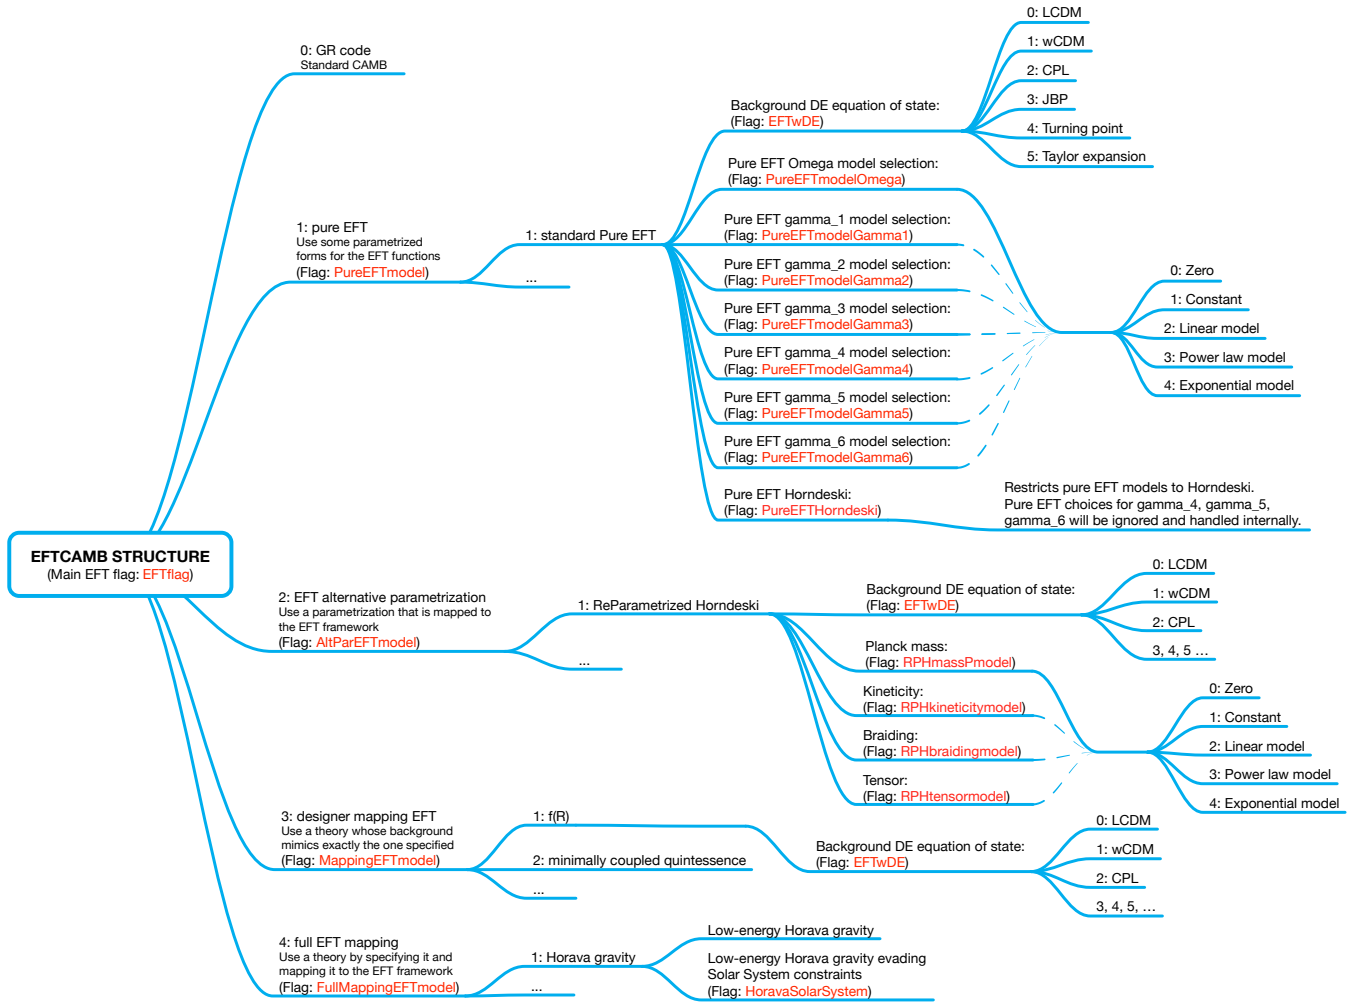 EFTCAMB STRUCTURE
(Main EFT flag: EFTflag)
0: GR code
Standard CAMB
1: pure EFT
Use some parametrized
forms for the EFT functions
(Flag: PureEFTmodel)
1: standard Pure EFT
...
Background DE equation of state:
(Flag: EFTwDE)
0: LCDM
1: wCDM
2: CPL
3: JBP
4: Turning point
5: Taylor expansion
Pure EFT Omega model selection:
(Flag: PureEFTmodelOmega)
Pure EFT gamma_1 model selection:
(Flag: PureEFTmodelGamma1)
Pure EFT gamma_2 model selection:
(Flag: PureEFTmodelGamma2)
Pure EFT gamma_3 model selection:
(Flag: PureEFTmodelGamma3)
Pure EFT gamma_4 model selection:
(Flag: PureEFTmodelGamma4)
Pure EFT gamma_5 model selection:
(Flag: PureEFTmodelGamma5)
Pure EFT gamma_6 model selection:
(Flag: PureEFTmodelGamma6)
0: Zero
1: Constant
2: Linear model
3: Power law model
4: Exponential model
Pure EFT Horndeski:
(Flag: PureEFTHorndeski)
Restricts pure EFT models to Horndeski.
Pure EFT choices for gamma_4, gamma_5,
gamma_6 will be ignored and handled internally.
2: EFT alternative parametrization
Use a parametrization that is mapped to
the EFT framework
(Flag: AltParEFTmodel)
1: ReParametrized Horndeski
...
Background DE equation of state:
(Flag: EFTwDE)
0: LCDM
1: wCDM
2: CPL
3, 4, 5 ...
Planck mass:
(Flag: RPHmassPmodel)
Kineticity:
(Flag: RPHkineticitymodel)
Braiding:
(Flag: RPHbraidingmodel)
Tensor:
(Flag: RPHtensormodel)
0: Zero
1: Constant
2: Linear model
3: Power law model
4: Exponential model
3: designer mapping EFT
Use a theory whose background
mimics exactly the one specified
(Flag: MappingEFTmodel)
1: f(R)
2: minimally coupled quintessence
...
Background DE equation of state:
(Flag: EFTwDE)
0: LCDM
1: wCDM
2: CPL
3, 4, 5, ...
4: full EFT mapping
Use a theory by specifying it and
mapping it to the EFT framework
(Flag: FullMappingEFTmodel)
1: Horava gravity
...
Low-energy Horava gravity
Low-energy Horava gravity evading
Solar System constraints
(Flag: HoravaSolarSystem)